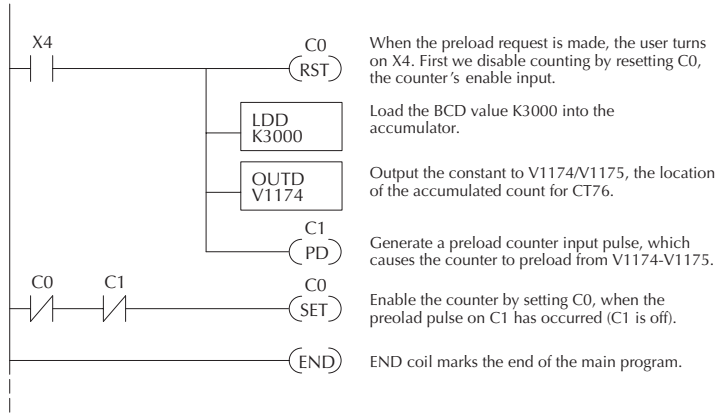 X4
C0
RST
When the preload request is made, the user turns
on X4. First we disable counting by resetting C0,
the counter's enable input.
LDD
K3000
Load the BCD value K3000 into the
accumulator.
OUTD
V1174
Output the constant to V1174/V1175, the location
of the accumulated count for CT76.
C1
PD
Generate a preload counter input pulse, which
causes the counter to preload from V1174-V1175.
C0 C1 C0
SET
Enable the counter by setting C0, when the
preolad pulse on C1 has occurred (C1 is off).
END
END coil marks the end of the main program.